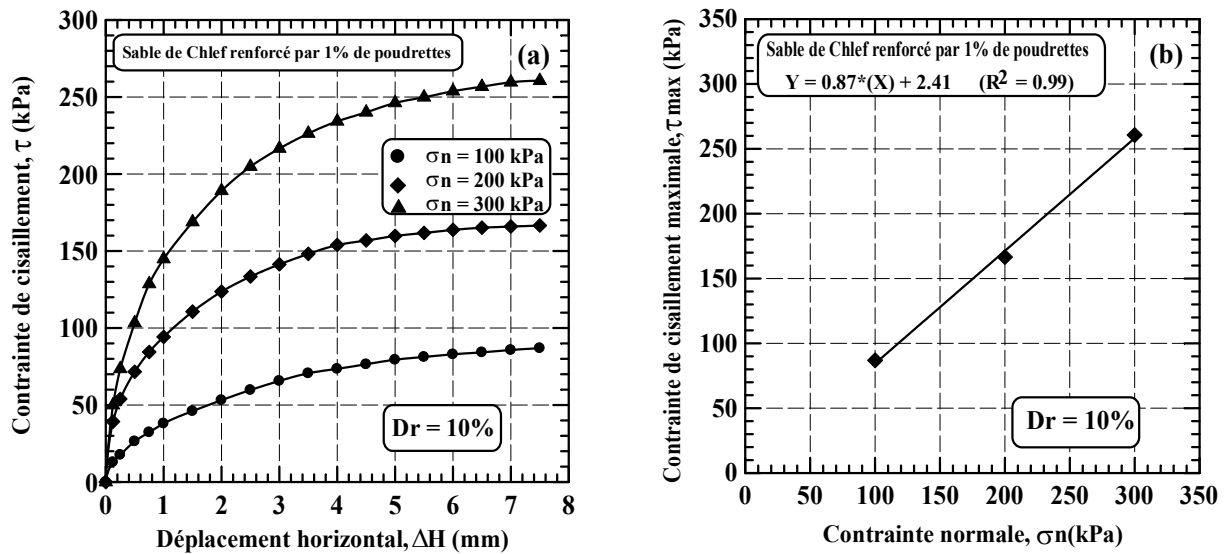 Contrainte de cisaillement, τ (kPa)
350
300
250
200
150
100
50
0
Sable de Chlef renforcé par 1% de poudrettes
(a)
σn = 100 kPa
σn = 200 kPa
σn = 300 kPa
Dr = 10%
0 1 2 3 4 5 6 7 8
Déplacement horizontal, ΔH (mm)
Contrainte de cisaillement maximale, τ max (kPa)
350
300
250
200
150
100
50
0
Sable de Chlef renforcé par 1% de poudrettes
Y = 0.87*(X) + 2.41 (R² = 0.99)
(b)
Dr = 10%
0 50 100 150 200 250 300 350
Contrainte normale, σn(kPa)